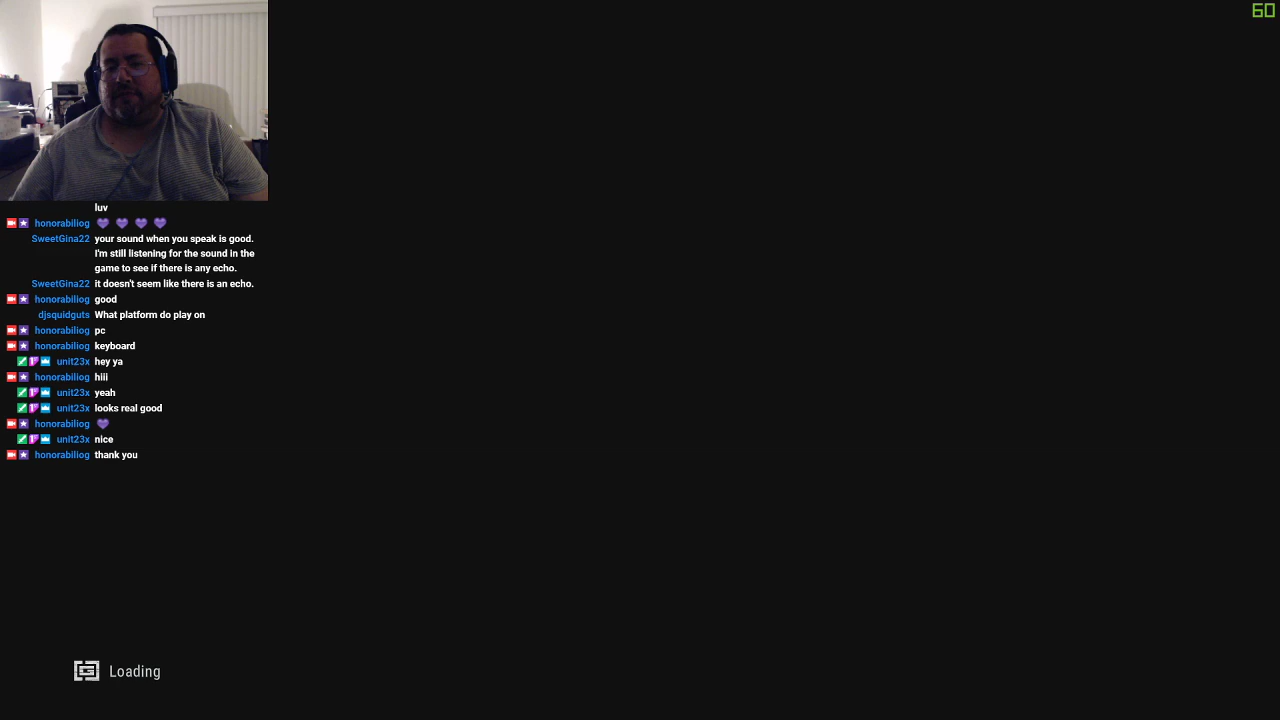 60
luv
honorabiliog 💜 💜 💜 💜
SweetGina22 your sound when you speak is good.
I'm still listening for the sound in the
game to see if there is any echo.
SweetGina22 it doesn't seem like there is an echo.
honorabiliog good
djsquidguts What platform do play on
honorabiliog pc
honorabiliog keyboard
unit23x hey ya
honorabiliog hiii
unit23x yeah
unit23x looks real good
honorabiliog 💜
unit23x nice
honorabiliog thank you
Loading